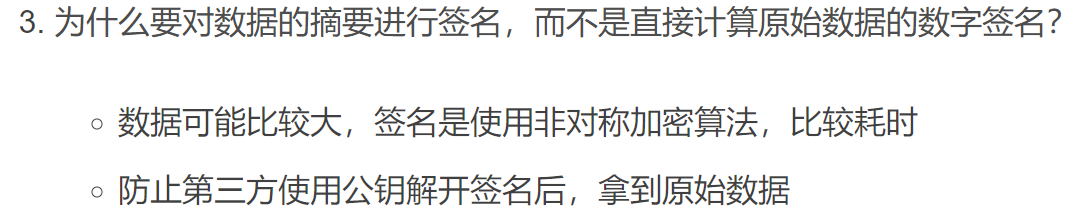 3. 为什么要对数据的摘要进行签名，而不是直接计算原始数据的数字签名？
○ 数据可能比较大，签名是使用非对称加密算法，比较耗时
○ 防止第三方使用公钥解开签名后，拿到原始数据